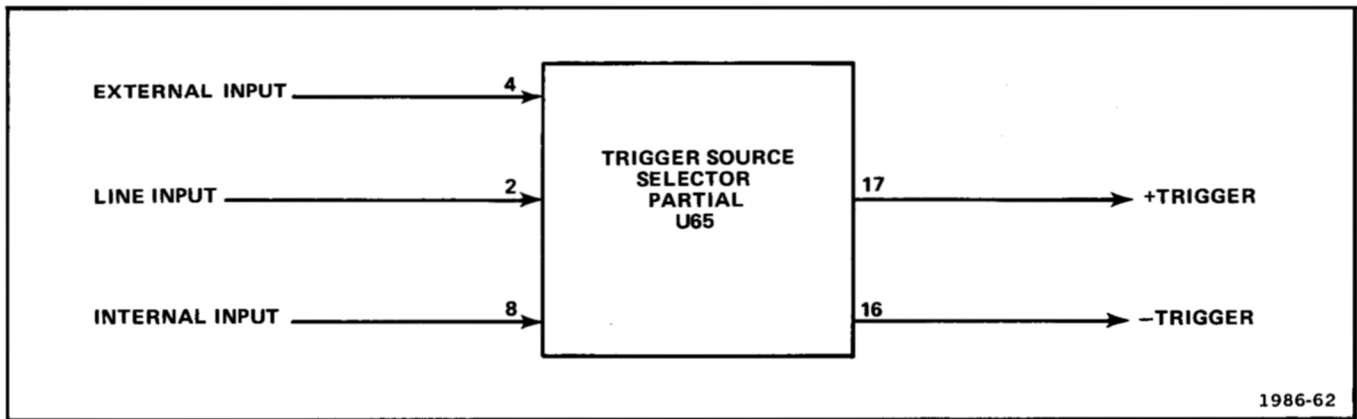 EXTERNAL INPUT
4
LINE INPUT
2
INTERNAL INPUT
8
TRIGGER SOURCE
SELECTOR
PARTIAL
U65
17
+TRIGGER
16
–TRIGGER
1986-62